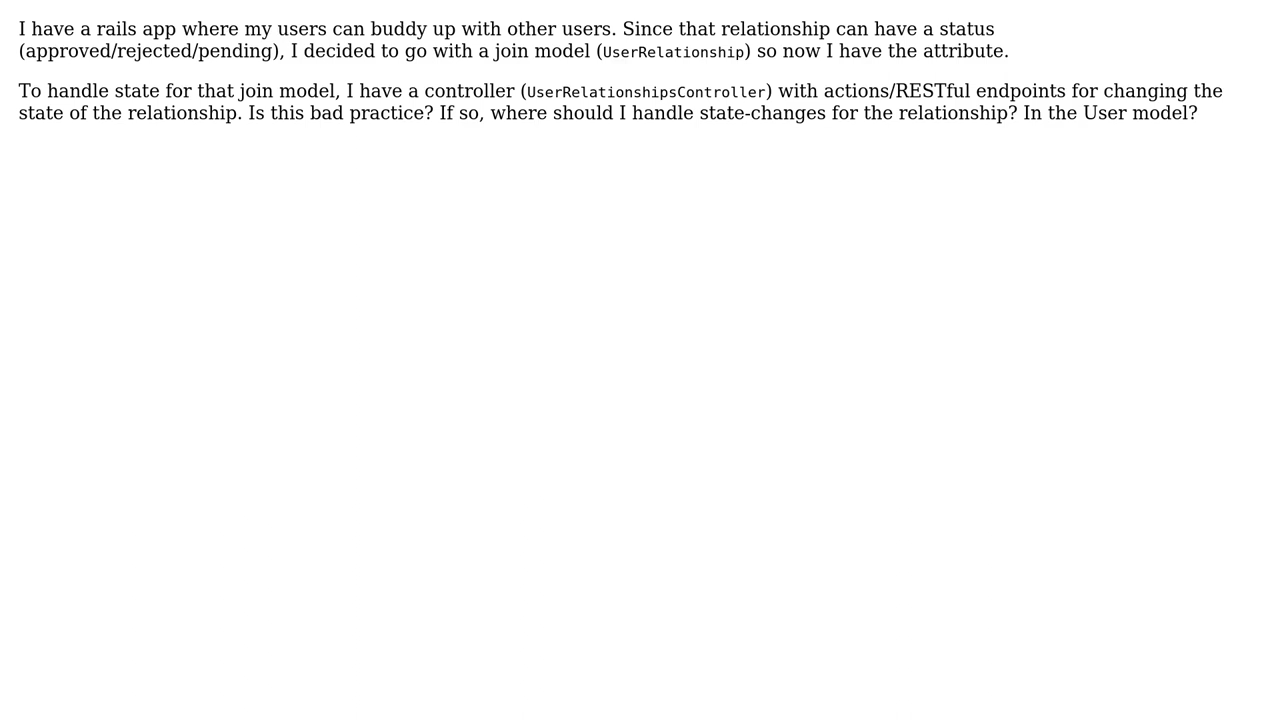 I have a rails app where my users can buddy up with other users. Since that relationship can have a status
(approved/rejected/pending), I decided to go with a join model (UserRelationship) so now I have the attribute.
To handle state for that join model, I have a controller (UserRelationshipsController) with actions/RESTful endpoints for changing the
state of the relationship. Is this bad practice? If so, where should I handle state-changes for the relationship? In the User model?